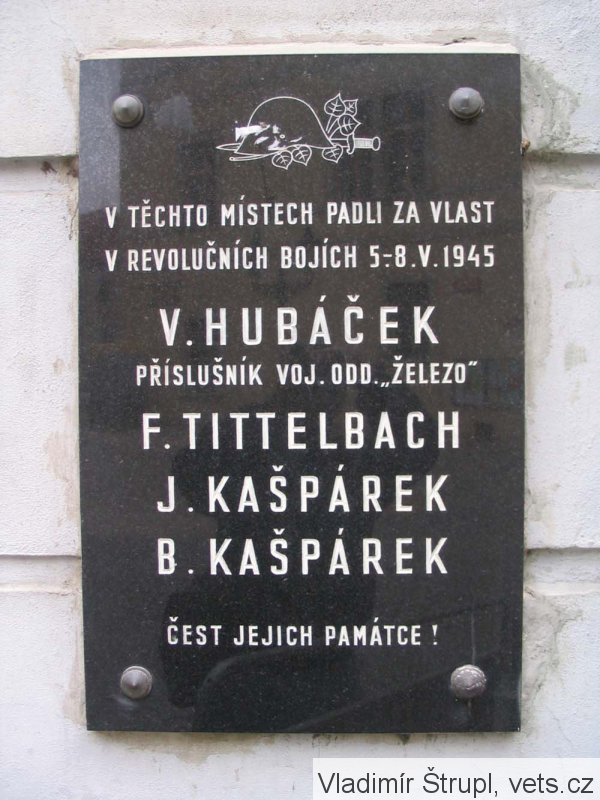 V TĚCHTO MÍSTECH PADLI ZA VLAST
V REVOLUČNÍCH BOJÍCH 5.-8.V.1945
V. HUBÁČEK
PŘÍSLUŠNÍK VOJ. ODD. „ŽELEZO"
F. TITTELBACH
J. KAŠPÁREK
B. KAŠPÁREK
ČEST JEJICH PAMÁTCE !
Vladimír Štrupl, vets.cz